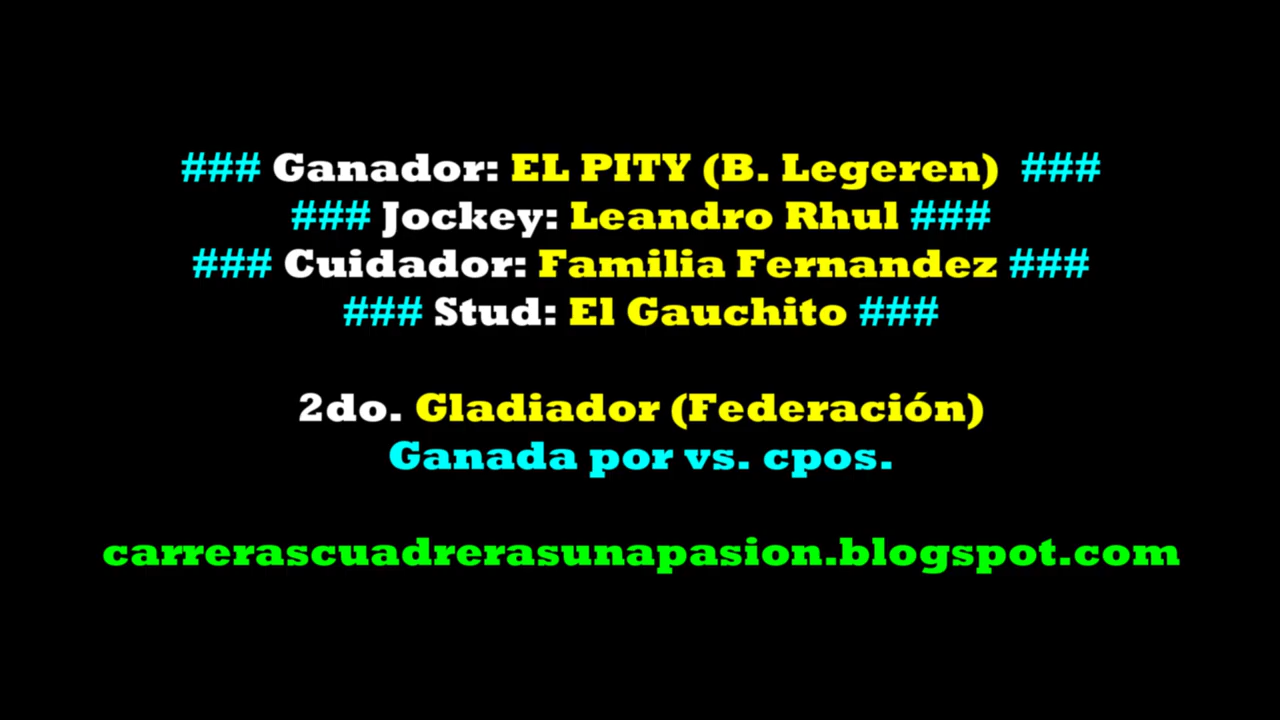 ### Ganador: EL PITY (B. Legeren)  ###
### Jockey: Leandro Rhul ###
### Cuidador: Familia Fernandez ###
### Stud: El Gauchito ###
2do. Gladiador (Federación)
Ganada por vs. cpos.
carrerascuadrerasunapasion.blogspot.com